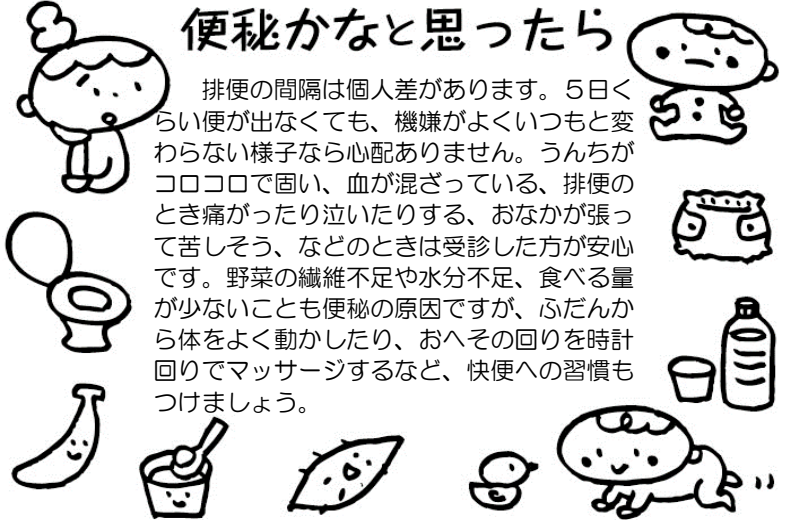 便秘かなと思ったら
　排便の間隔は個人差があります。５日く
らい便が出なくても、機嫌がよくいつもと変
わらない様子なら心配ありません。うんちが
コロコロで固い、血が混ざっている、排便の
とき痛がったり泣いたりする、おなかが張っ
て苦しそう、などのときは受診した方が安心
です。野菜の繊維不足や水分不足、食べる量
が少ないことも便秘の原因ですが、ふだんか
ら体をよく動かしたり、おへその回りを時計
回りでマッサージするなど、快便への習慣も
つけましょう。